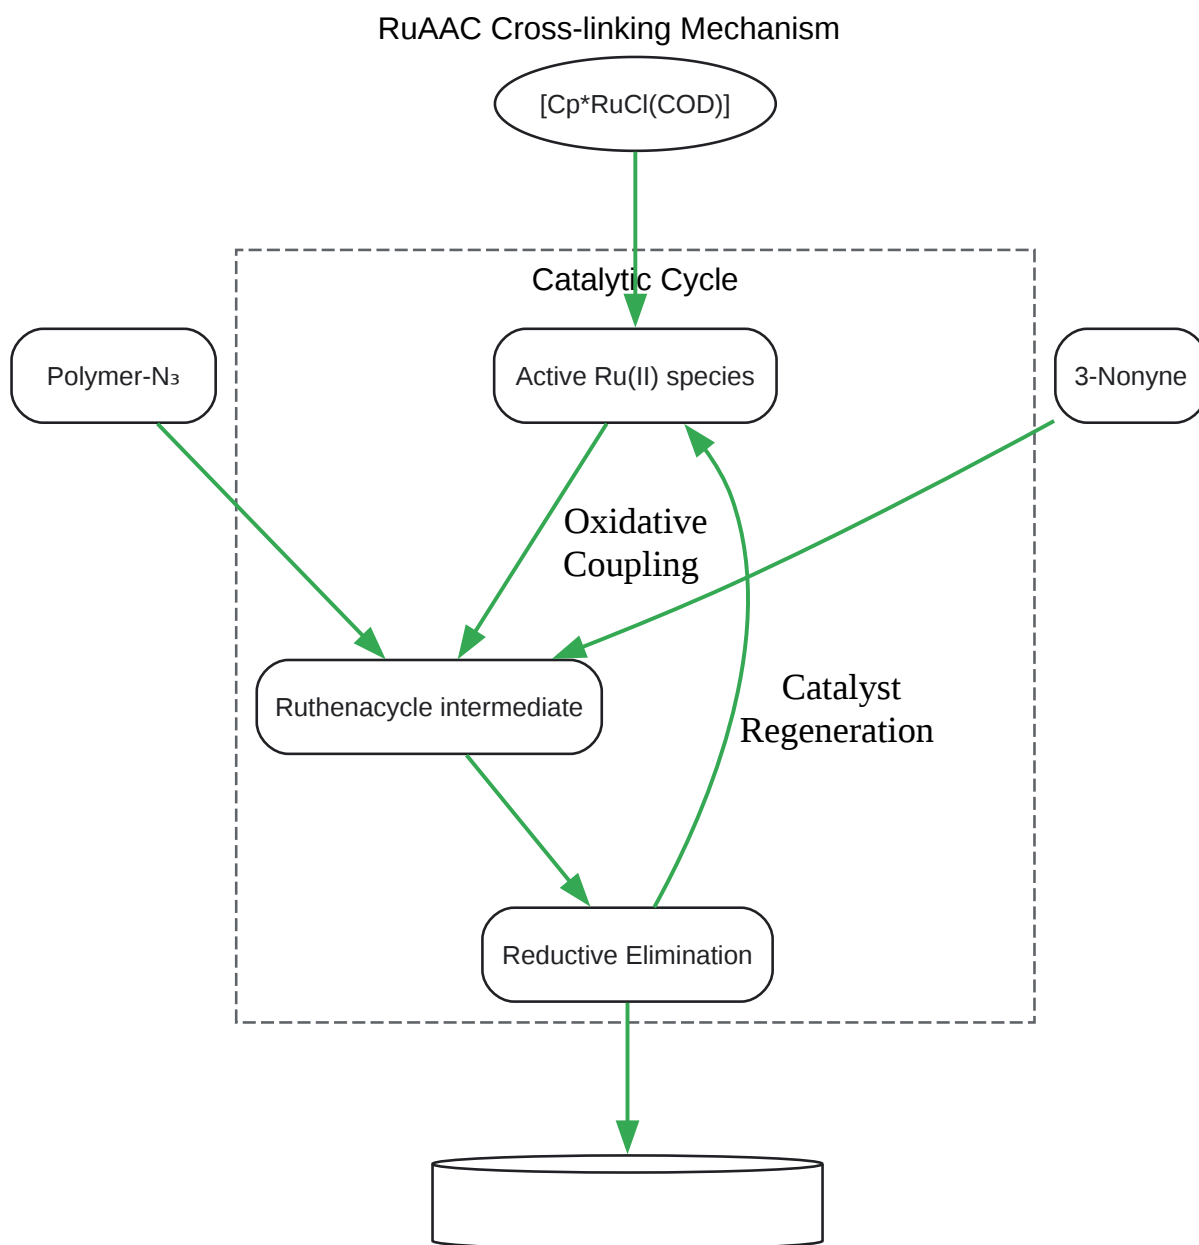 RuAAC Cross-linking Mechanism
[Cp*RuCl(COD)]
Catalytic Cycle
Polymer-N₃
Active Ru(II) species
3-Nonyne
Oxidative
Coupling
Ruthenacycle intermediate
Catalyst
Regeneration
Reductive Elimination